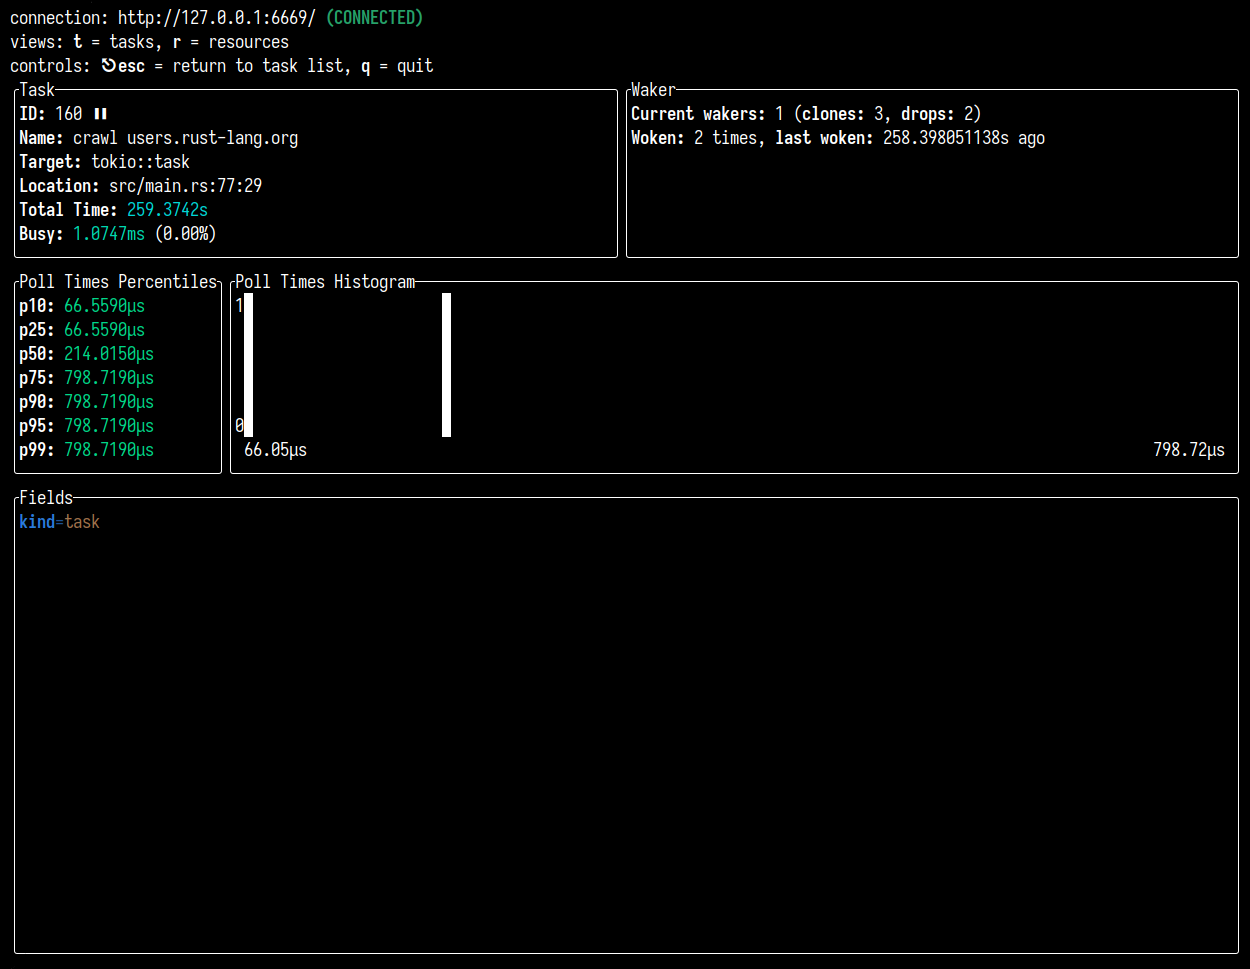 connection: http://127.0.0.1:6669/ (CONNECTED)
views: t = tasks, r = resources
controls: ⎋esc = return to task list, q = quit
Task
ID: 160 ⏸
Name: crawl users.rust-lang.org
Target: tokio::task
Location: src/main.rs:77:29
Total Time: 259.3742s
Busy: 1.0747ms (0.00%)
Waker
Current wakers: 1 (clones: 3, drops: 2)
Woken: 2 times, last woken: 258.398051138s ago
Poll Times Percentiles
p10: 66.5590µs
p25: 66.5590µs
p50: 214.0150µs
p75: 798.7190µs
p90: 798.7190µs
p95: 798.7190µs
p99: 798.7190µs
Poll Times Histogram
1
0
66.05µs 798.72µs
Fields
kind=task